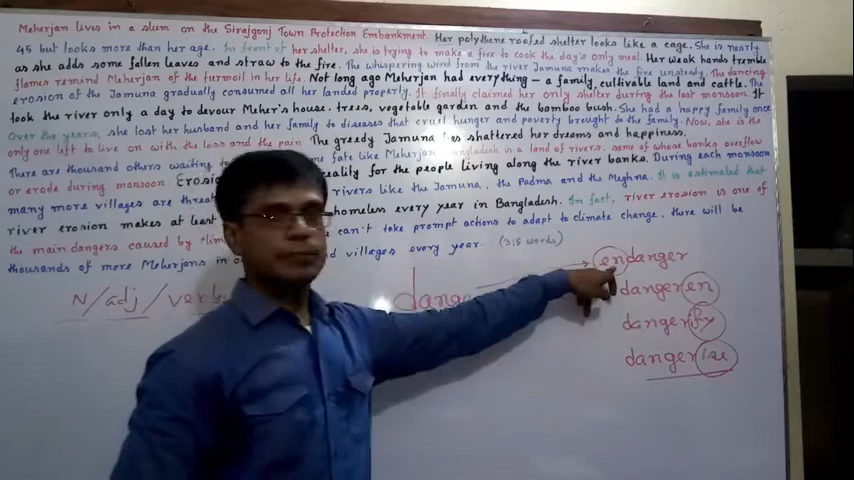 Meherjan lives in a slum on the Sirajgonj Town Protection Embankment. Her polythene roofed shelter looks like a cage. She is nearly
45 but looks more than her age. In front of her shelter, she is trying to make a fire to cook the day's only meal. Her weak hands tremble
as she adds some fallen leaves and straw to the fire. The whispering wind from the river Jamuna makes the fire unsteady. The dancing
flames remind Meherjan of the turmoil in her life. Not long ago Meherjan had everything – a family, cultivable land and cattle. The
erosion of the Jamuna gradually consumed all her landed property. It finally claimed her only shelter during the last monsoon. It
took the river only a day to devour Meher's house, trees, vegetable garden and the bamboo bush. She had a happy family once
Over the years, she lost her husband and her family to diseases that cruel hunger and poverty brought to the family. Now, she is the
only one left to live on with the loss and the pain. The greedy Jamuna has shattered her dreams and happiness.
There are thousand others waiting to same fate like Meherjan. Bangladesh is a land of rivers, some of whose banks overflow
or erode during monsoon. Erosi reality for the people living along the river banks. During each monsoon
many more villages are threat rivers like the Jamuna, the Padma and the Meghna. It is estimated that
river erosion makes at least homeless every year in Bangladesh. In fact, river erosion is one of
the main dangers caused by clim can't take prompt actions to adapt to climate change, there will be
thousands of more Meherjans in o d villages every year. (315 words)
N/adj/verb
dange
endanger
dangeren
dangerify
dangerise